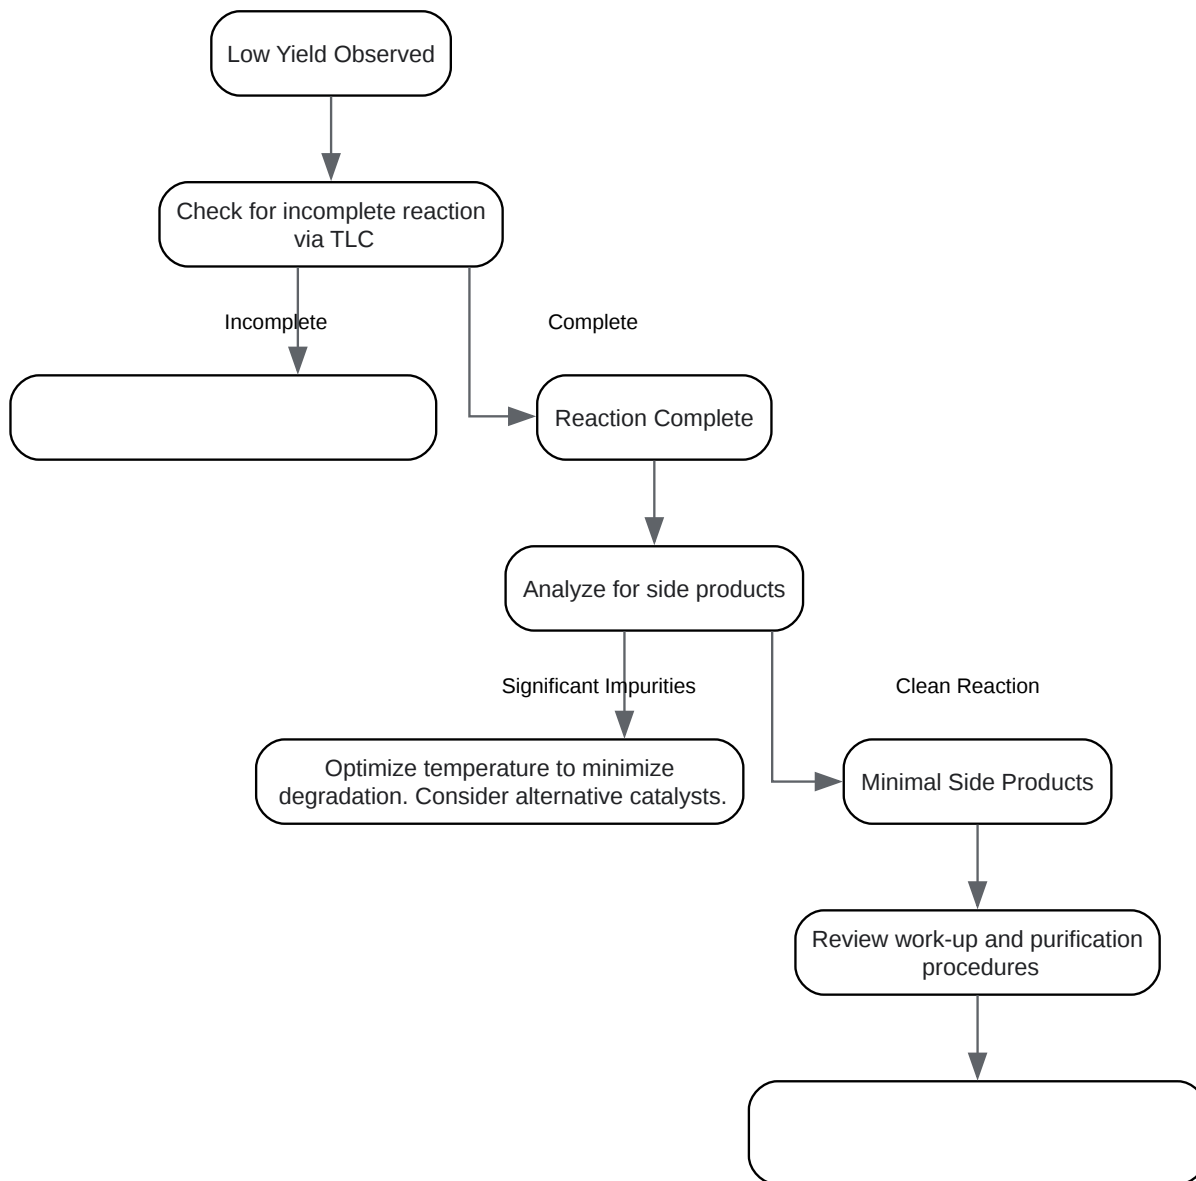 Low Yield Observed
Check for incomplete reaction
via TLC
Incomplete
Complete
Reaction Complete
Analyze for side products
Significant Impurities
Clean Reaction
Optimize temperature to minimize
degradation. Consider alternative catalysts.
Minimal Side Products
Review work-up and purification
procedures